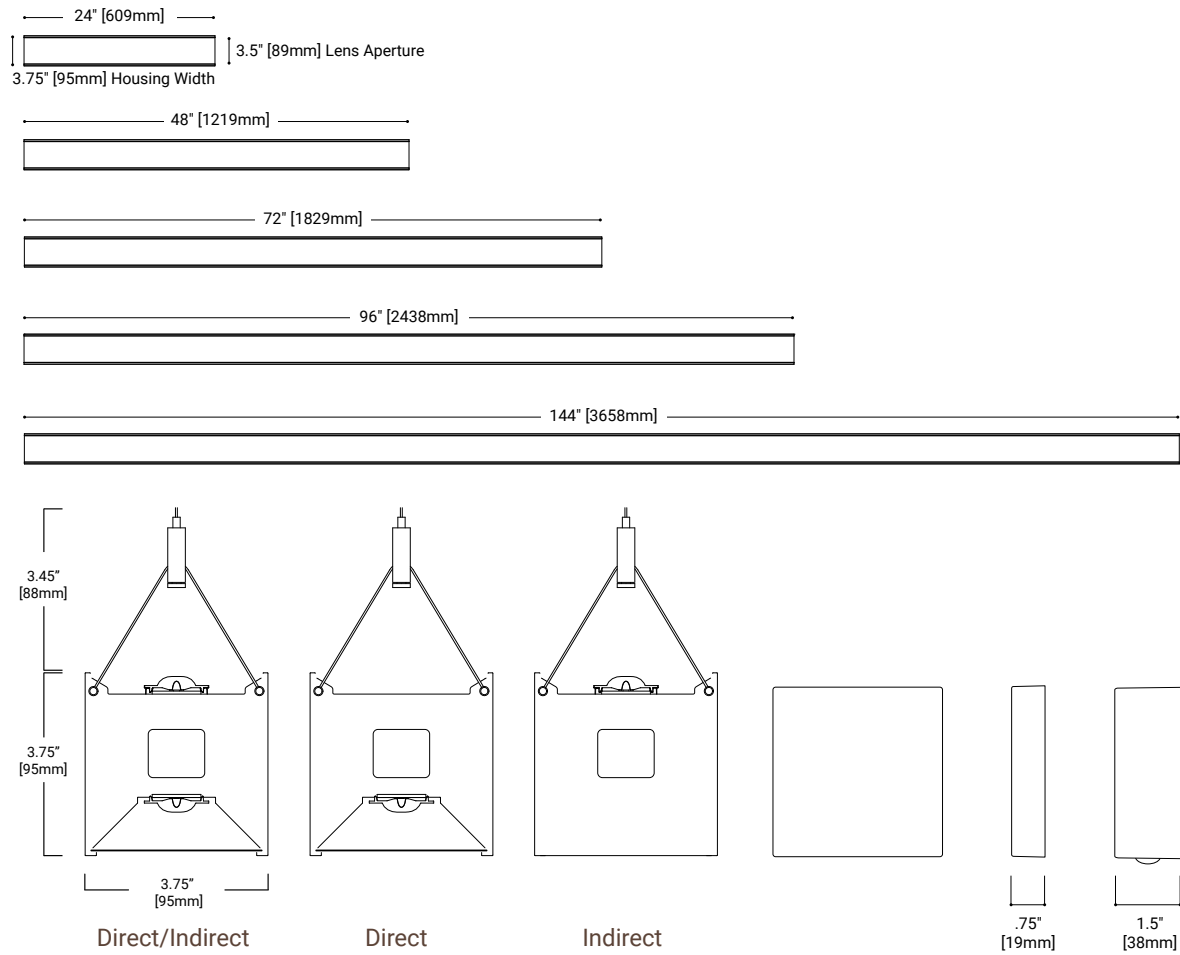 24" [609mm]
3.5" [89mm] Lens Aperture
3.75" [95mm] Housing Width
48" [1219mm]
72" [1829mm]
96" [2438mm]
144" [3658mm]
3.45”
[88mm]
3.75”
[95mm]
3.75”
[95mm]
.75"
[19mm]
1.5"
[38mm]
Direct/Indirect
Direct
Indirect